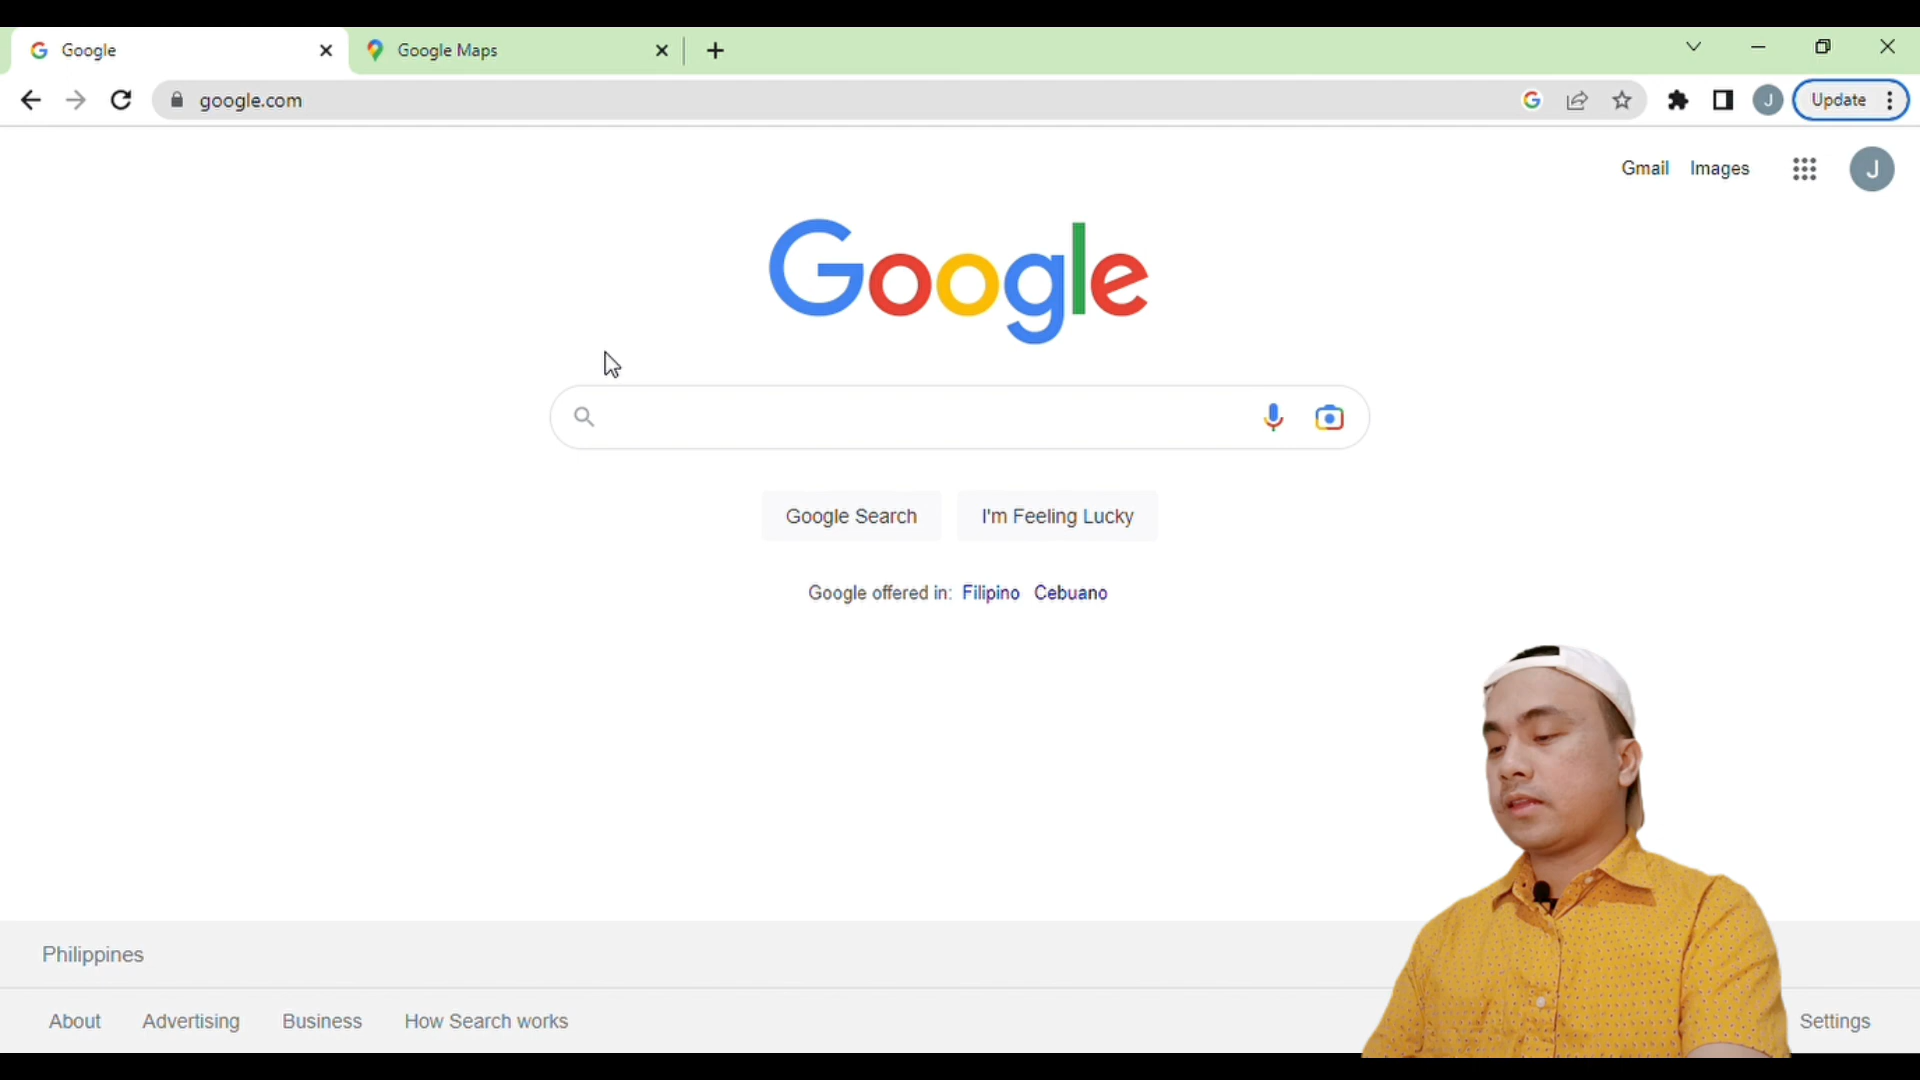 Google
Google Maps
google.com
J
Update
Gmail
Images
J
Google
Google Search
I'm Feeling Lucky
Google offered in: Filipino Cebuano
Philippines
About
Advertising
Business
How Search works
Settings